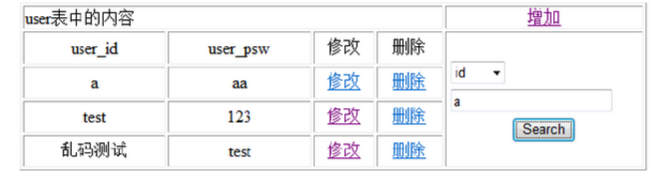 user表中的内容 增加
user_id user_psw 修改 删除
a aa 修改 删除
test 123 修改 删除
乱码测试 test 修改 删除
id
a
Search